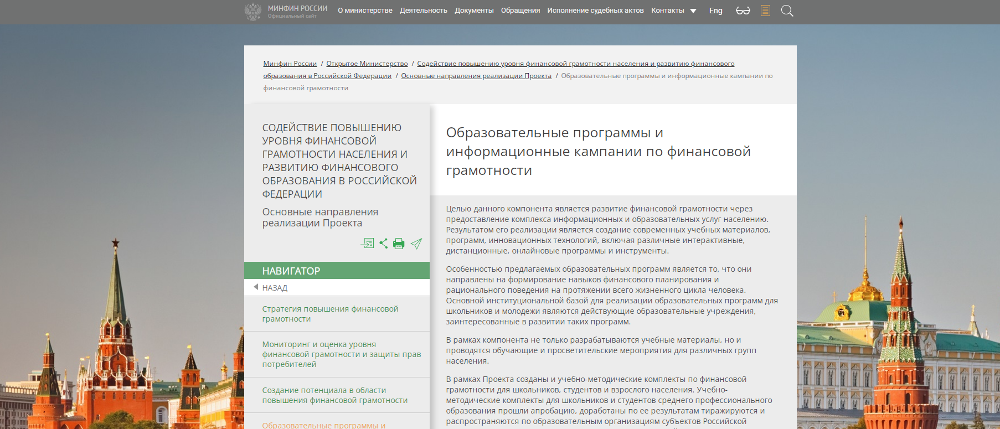 МИНФИН РОССИИ
Официальный сайт
О министерстве Деятельность Документы Обращения Исполнение судебных актов Контакты Eng
Минфин России / Открытое Министерство / Содействие повышению уровня финансовой грамотности населения и развитию финансового
образования в Российской Федерации / Основные направления реализации Проекта / Образовательные программы и информационные кампании по
финансовой грамотности
СОДЕЙСТВИЕ ПОВЫШЕНИЮ
УРОВНЯ ФИНАНСОВОЙ
ГРАМОТНОСТИ НАСЕЛЕНИЯ И
РАЗВИТИЮ ФИНАНСОВОГО
ОБРАЗОВАНИЯ В РОССИЙСКОЙ
ФЕДЕРАЦИИ
Основные направления
реализации Проекта
НАВИГАТОР
НАЗАД
Стратегия повышения финансовой
грамотности
Мониторинг и оценка уровня
финансовой грамотности и защиты прав
потребителей
Создание потенциала в области
повышения финансовой грамотности
Образовательные программы и
Образовательные программы и
информационные кампании по финансовой
грамотности
Целью данного компонента является развитие финансовой грамотности через
предоставление комплекса информационных и образовательных услуг населению.
Результатом его реализации является создание современных учебных материалов,
программ, инновационных технологий, включая различные интерактивные,
дистанционные, онлайновые программы и инструменты.
Особенностью предлагаемых образовательных программ является то, что они
направлены на формирование навыков финансового планирования и
рационального поведения на протяжении всего жизненного цикла человека.
Основной институциональной базой для реализации образовательных программ для
школьников и молодежи являются действующие образовательные учреждения,
заинтересованные в развитии таких программ.
В рамках компонента не только разрабатываются учебные материалы, но и
проводятся обучающие и просветительские мероприятия для различных групп
населения.
В рамках Проекта созданы и учебно-методические комплекты по финансовой
грамотности для школьников, студентов и взрослого населения. Учебно-
методические комплекты для школьников и студентов среднего профессионального
образования прошли апробацию, доработаны по ее результатам тиражируются и
распространяются по образовательным организациям субъектов Российской